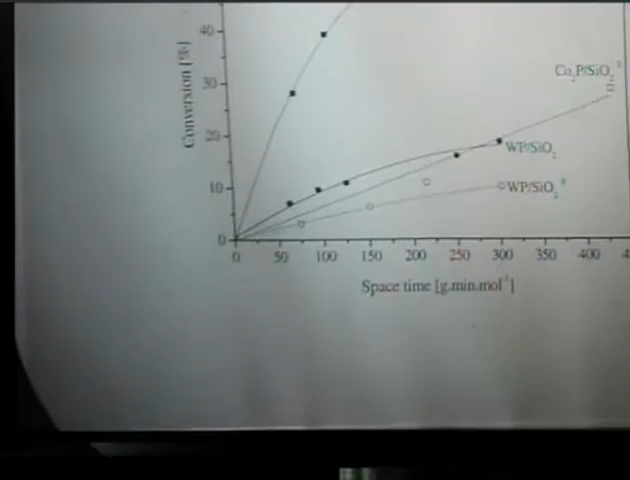 40
Conversion [%]
30
Co₂P/SiO₂
20
WP/SiO₂
10
WP/SiO₂
0
0 50 100 150 200 250 300 350 400
Space time [g.min.mol⁻¹]